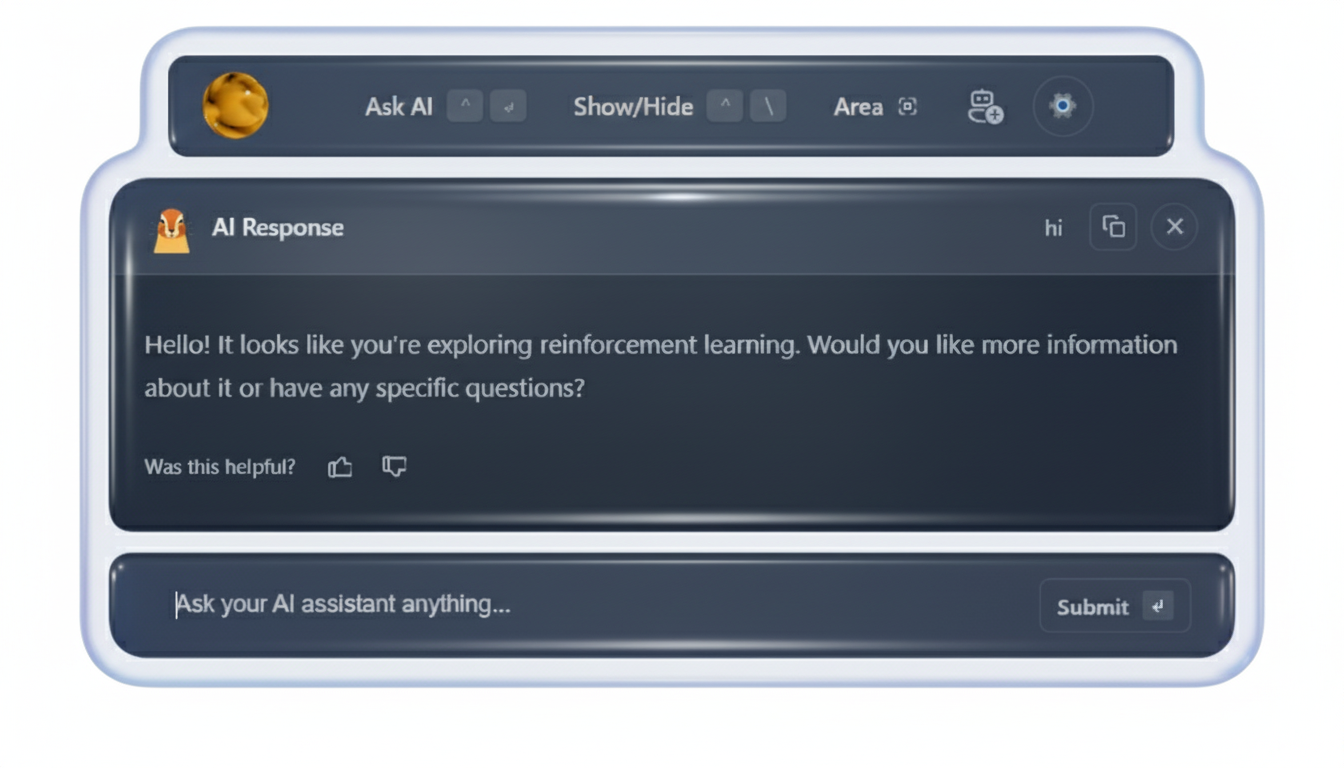 Ask AI ^ ↵ Show/Hide ^ \ Area
AI Response
hi
Hello! It looks like you're exploring reinforcement learning. Would you like more information
about it or have any specific questions?
Was this helpful?
Ask your AI assistant anything...
Submit ↵